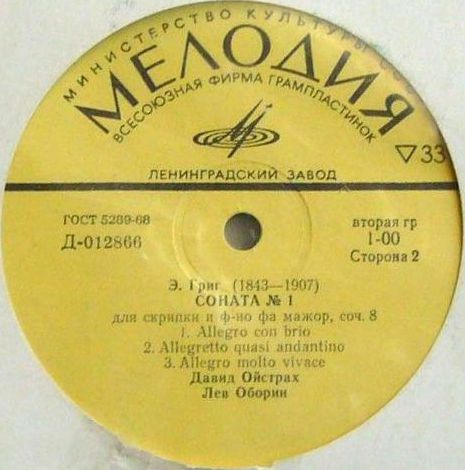 МИНИСТЕРСТВО КУЛЬТУРЫ
МЕЛОДИЯ
ВСЕСОЮЗНАЯ ФИРМА ГРАМПЛАСТИНОК
▽33
ЛЕНИНГРАДСКИЙ ЗАВОД
ГОСТ 5289-68
Д-012866
вторая гр
1-00
Сторона 2
Э. Григ (1843—1907)
СОНАТА № 1
для скрипки и ф-но фа мажор, соч. 8
1. Allegro con brio
2. Allegretto quasi andantino
3. Allegro molto vivace
Давид Ойстрах
Лев Оборин